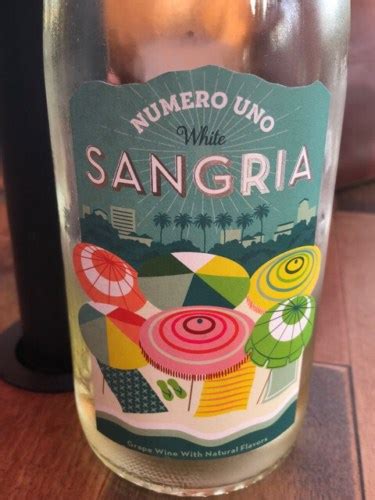 NUMERO UNO
White
SANGRIA
Grape Wine With Natural Flavors